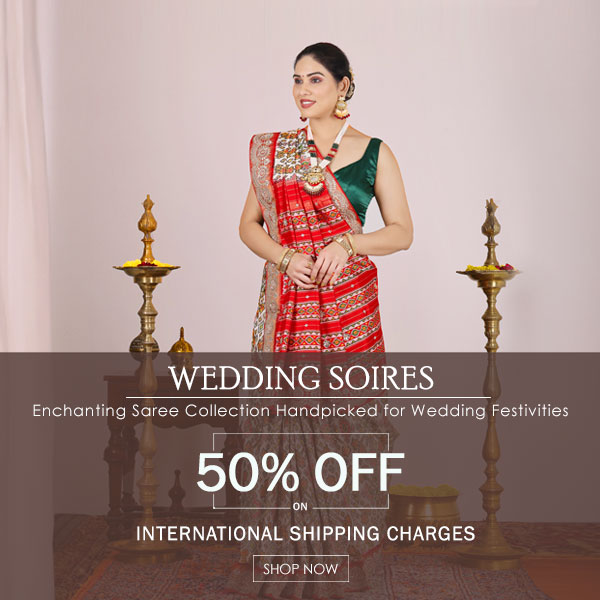 WEDDING SOIRES
Enchanting Saree Collection Handpicked for Wedding Festivities
50% OFF
ON
INTERNATIONAL SHIPPING CHARGES
SHOP NOW